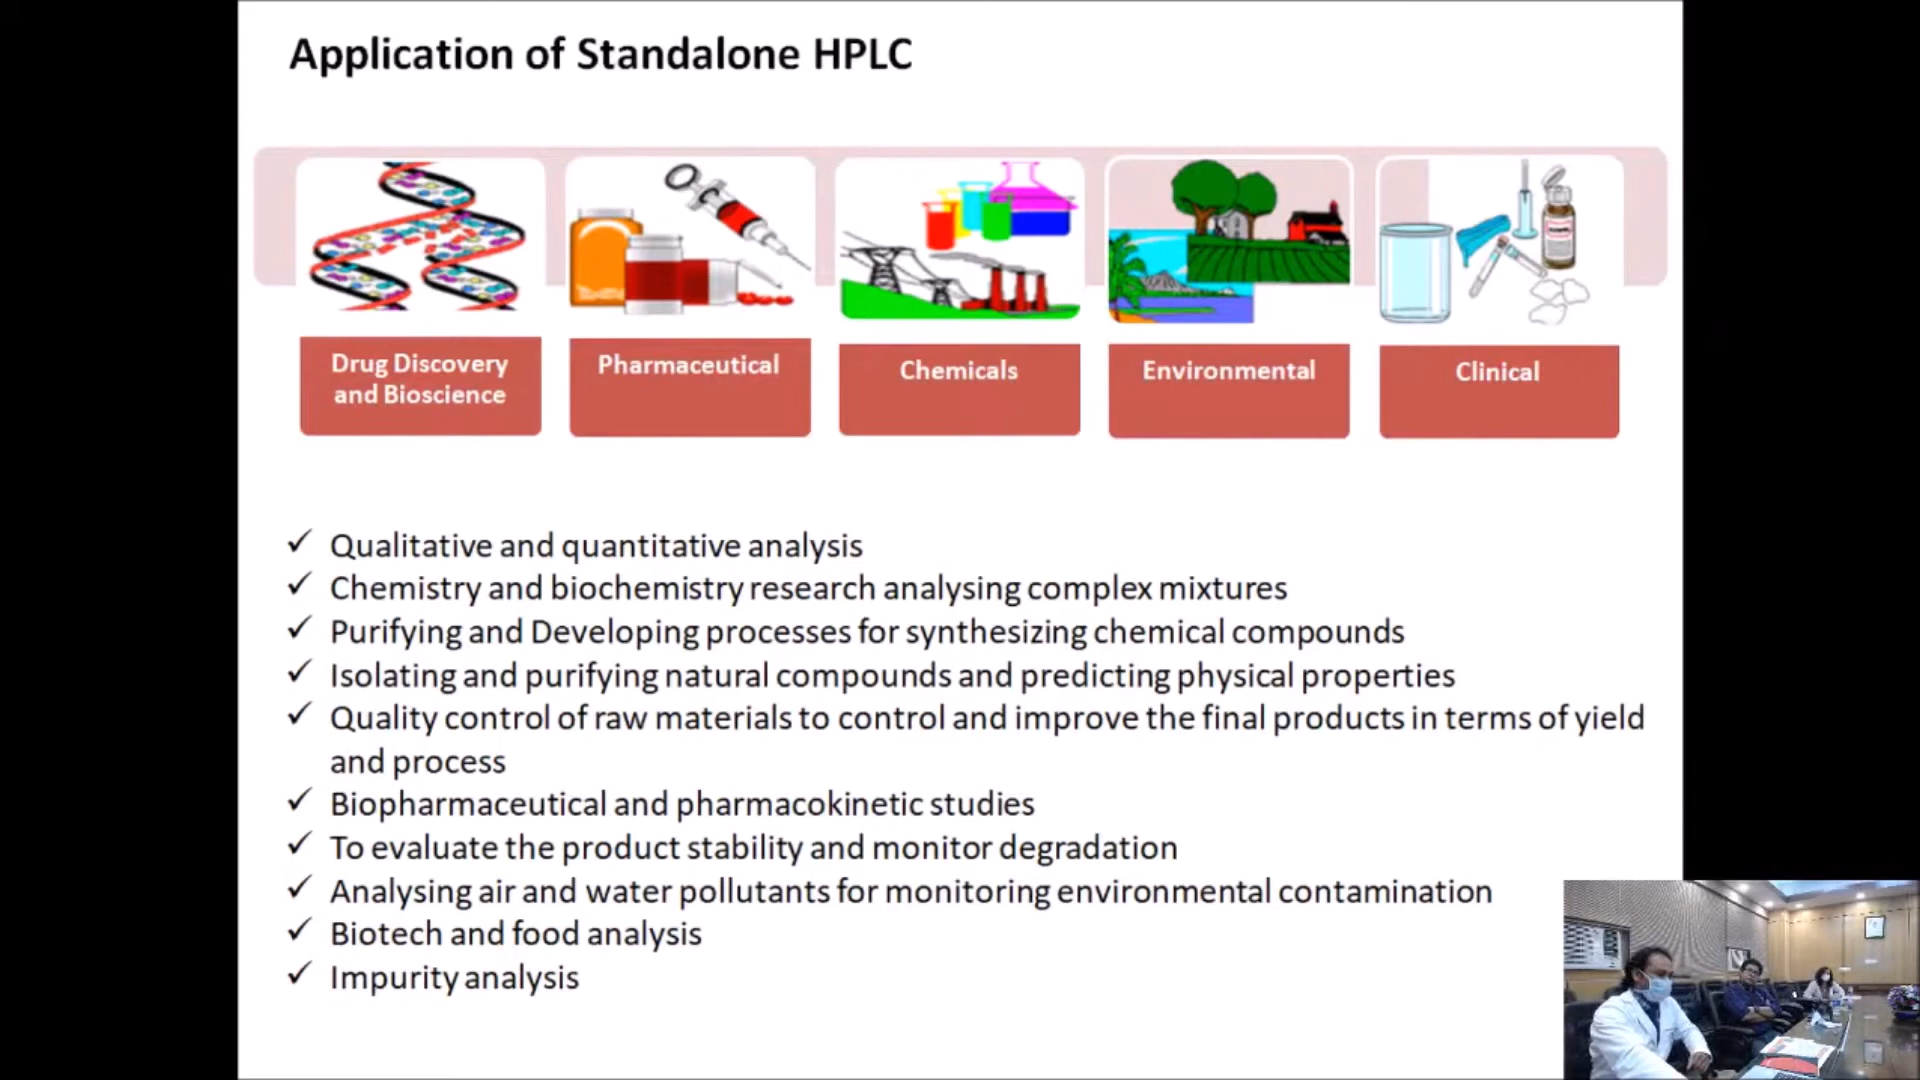 Application of Standalone HPLC
Drug Discovery
and Bioscience
Pharmaceutical
Chemicals
Environmental
Clinical
✓ Qualitative and quantitative analysis
✓ Chemistry and biochemistry research analysing complex mixtures
✓ Purifying and Developing processes for synthesizing chemical compounds
✓ Isolating and purifying natural compounds and predicting physical properties
✓ Quality control of raw materials to control and improve the final products in terms of yield
and process
✓ Biopharmaceutical and pharmacokinetic studies
✓ To evaluate the product stability and monitor degradation
✓ Analysing air and water pollutants for monitoring environmental contamination
✓ Biotech and food analysis
✓ Impurity analysis